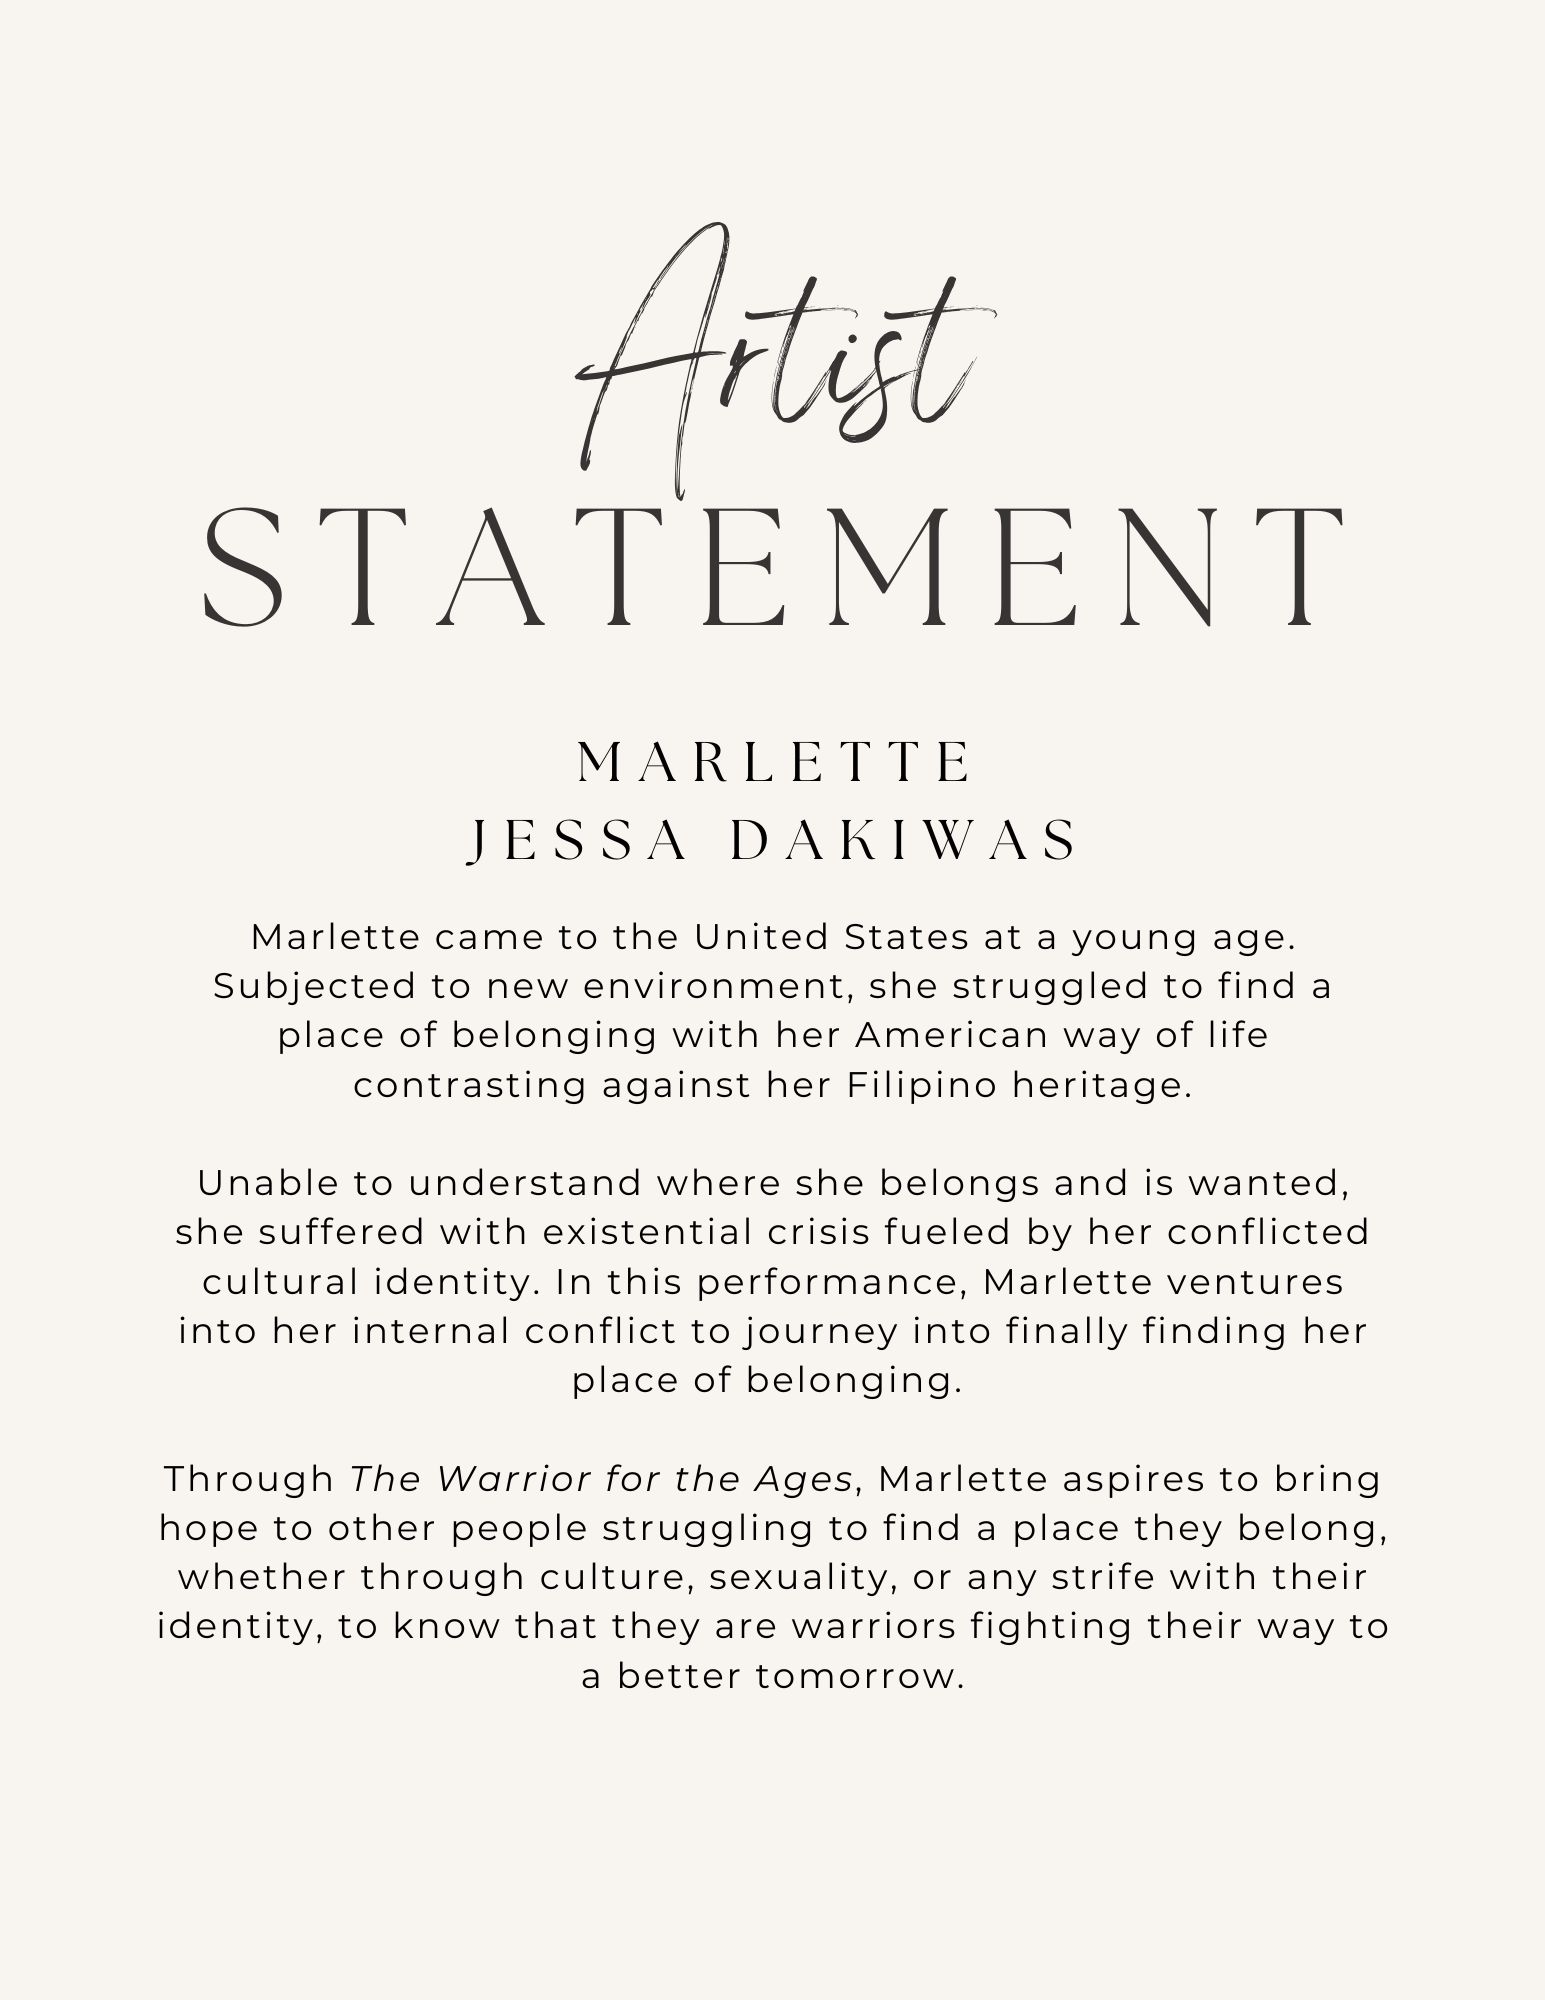 Artist
STATEMENT
MARLETTE
JESSA DAKIWAS
Marlette came to the United States at a young age.
Subjected to new environment, she struggled to find a
place of belonging with her American way of life
contrasting against her Filipino heritage.
Unable to understand where she belongs and is wanted,
she suffered with existential crisis fueled by her conflicted
cultural identity. In this performance, Marlette ventures
into her internal conflict to journey into finally finding her
place of belonging.
Through The Warrior for the Ages, Marlette aspires to bring
hope to other people struggling to find a place they belong,
whether through culture, sexuality, or any strife with their
identity, to know that they are warriors fighting their way to
a better tomorrow.